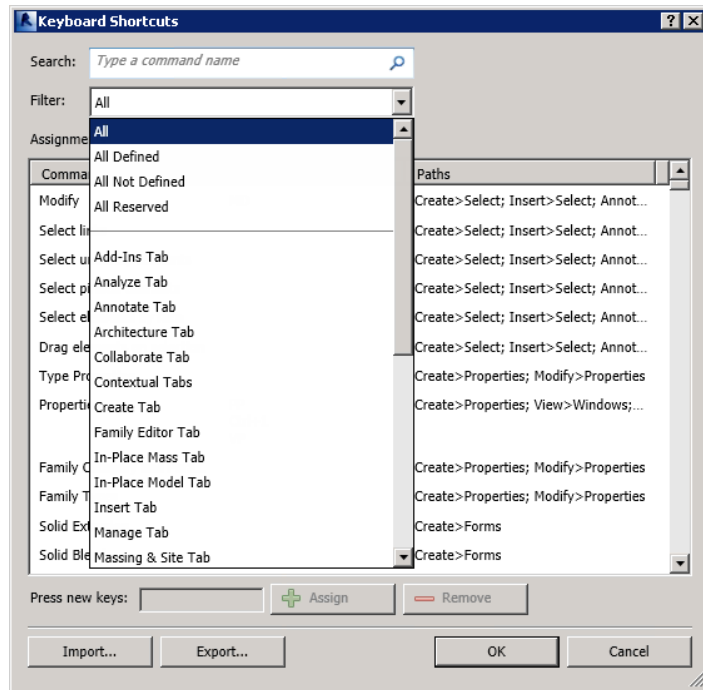 Keyboard Shortcuts
Search: Type a command name
Filter: All
All
Assignme
All Defined
Comma Paths
All Not Defined
Modify Create>Select; Insert>Select; Annot...
All Reserved
Select lin Create>Select; Insert>Select; Annot...
Add-Ins Tab
Select u Create>Select; Insert>Select; Annot...
Analyze Tab
Select pi Create>Select; Insert>Select; Annot...
Annotate Tab
Select el Create>Select; Insert>Select; Annot...
Architecture Tab
Drag ele Create>Select; Insert>Select; Annot...
Collaborate Tab
Type Pro Create>Properties; Modify>Properties
Contextual Tabs
Properti Create>Properties; View>Windows;...
Create Tab
Family Editor Tab
In-Place Mass Tab
Family C Create>Properties; Modify>Properties
In-Place Model Tab
Family T Create>Properties; Modify>Properties
Insert Tab
Solid Ext Create>Forms
Manage Tab
Solid Ble Create>Forms
Massing & Site Tab
Press new keys: Assign Remove
Import... Export... OK Cancel